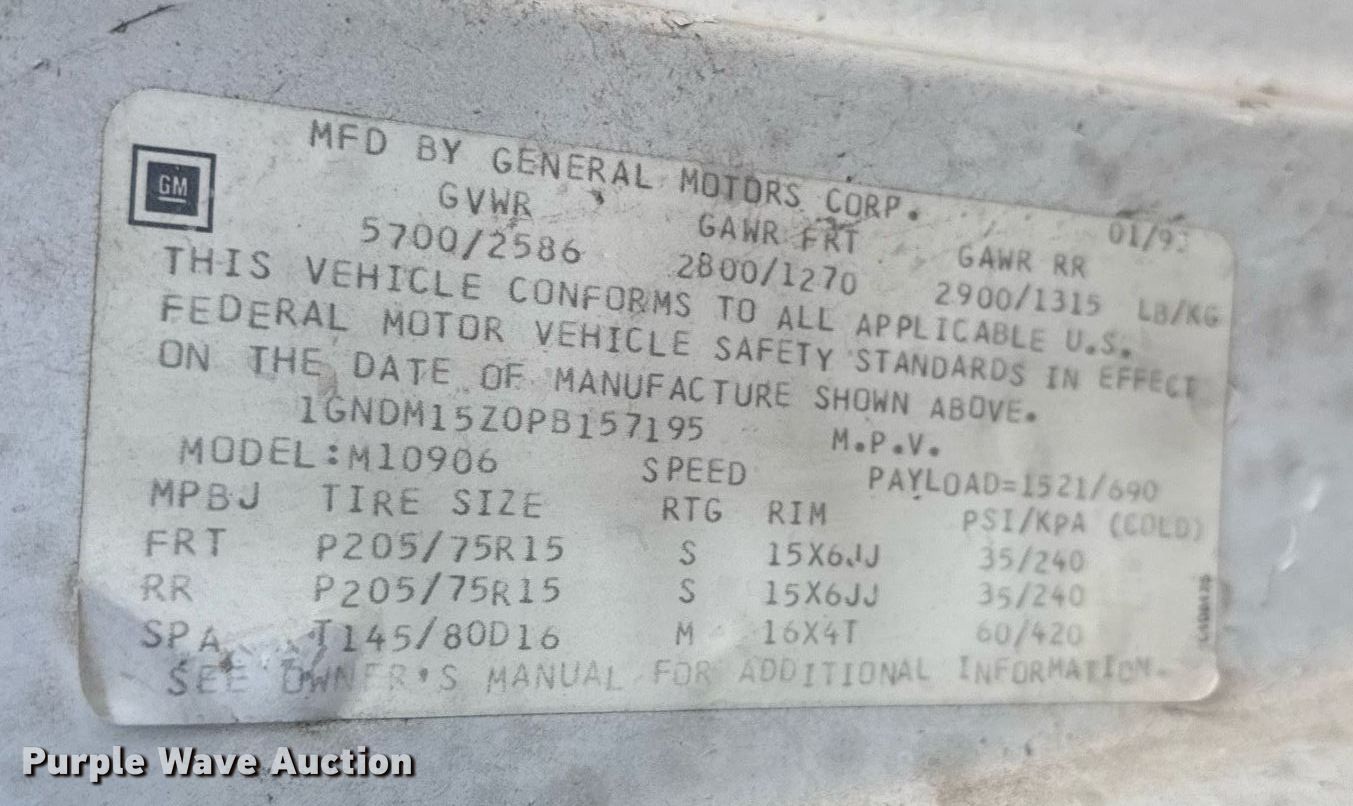 GM
MFD BY GENERAL MOTORS CORP.
01/93
GVWR GAWR FRT GAWR RR
5700/2586 2800/1270 2900/1315 LB/KG
THIS VEHICLE CONFORMS TO ALL APPLICABLE U.S.
FEDERAL MOTOR VEHICLE SAFETY STANDARDS IN EFFECT
ON THE DATE OF MANUFACTURE SHOWN ABOVE.
1GNDM15Z0PB157195 M.P.V.
MODEL:M10906 SPEED PAYLOAD=1521/690
MPBJ TIRE SIZE RTG RIM PSI/KPA (COLD)
FRT P205/75R15 S 15X6JJ 35/240
RR P205/75R15 S 15X6JJ 35/240
SPA T145/80D16 M 16X4T 60/420
SEE OWNER'S MANUAL FOR ADDITIONAL INFORMATION.
Purple Wave Auction